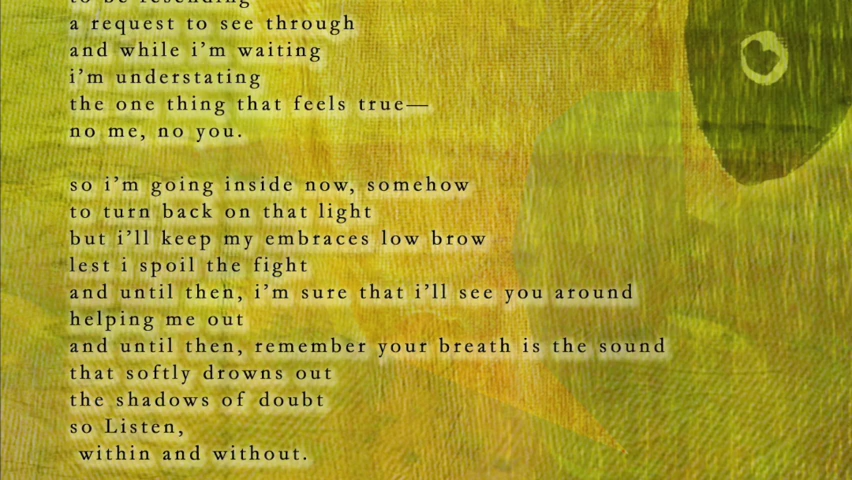 to be resending
a request to see through
and while i'm waiting
i'm understating
the one thing that feels true—
no me, no you.
so i'm going inside now, somehow
to turn back on that light
but i'll keep my embraces low brow
lest i spoil the fight
and until then, i'm sure that i'll see you around
helping me out
and until then, remember your breath is the sound
that softly drowns out
the shadows of doubt
so Listen,
within and without.